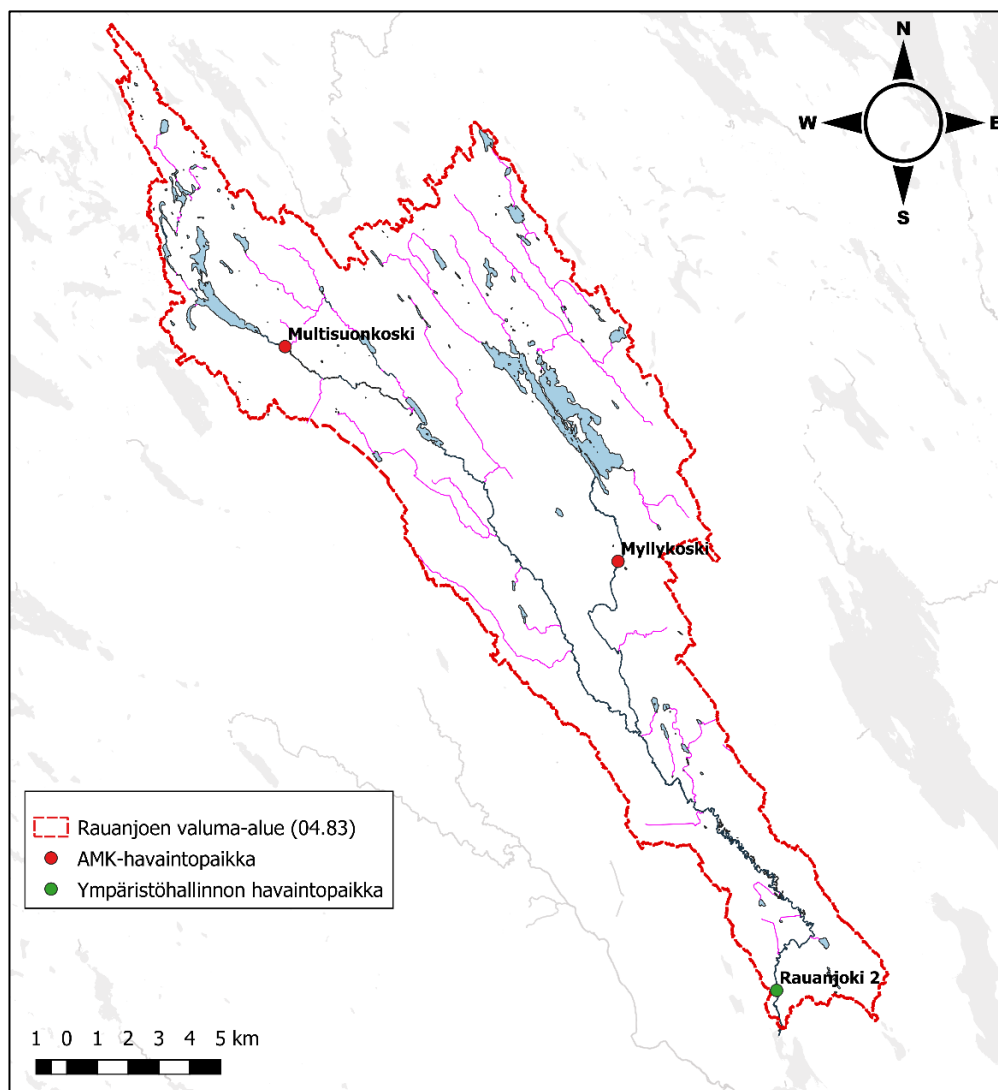 N
W E
S
Multisuonkoski
Myllykoski
Rauanjoen valuma-alue (04.83)
AMK-havaintopaikka
Ympäristöhallinnon havaintopaikka
Rauanjoki 2
1 0 1 2 3 4 5 km